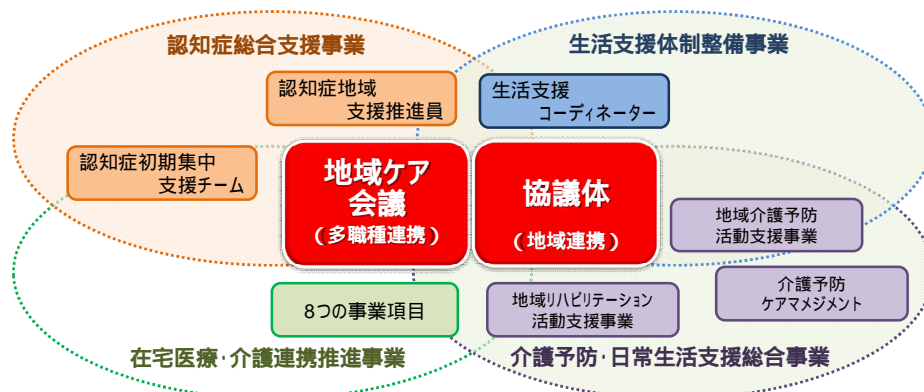 認知症総合支援事業
生活支援体制整備事業
認知症地域
支援推進員
生活支援
コーディネーター
認知症初期集中
支援チーム
地域ケア
会議
（多職種連携）
協議体
（地域連携）
地域介護予防
活動支援事業
介護予防
ケアマメジメント
8つの事業項目
地域リハビリテーション
活動支援事業
在宅医療・介護連携推進事業
介護予防・日常生活支援総合事業